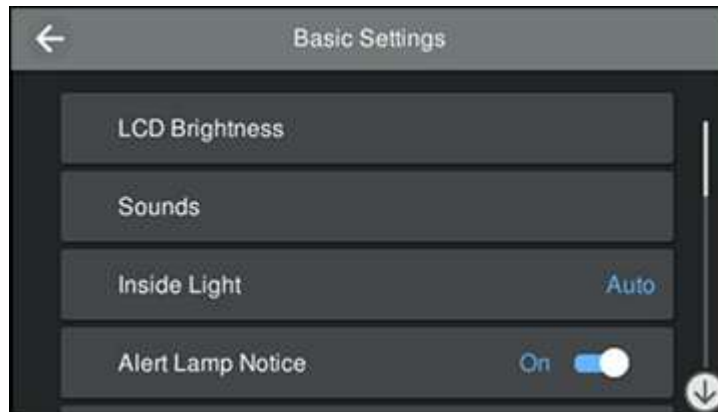 Basic Settings
LCD Brightness
Sounds
Inside Light Auto
Alert Lamp Notice On